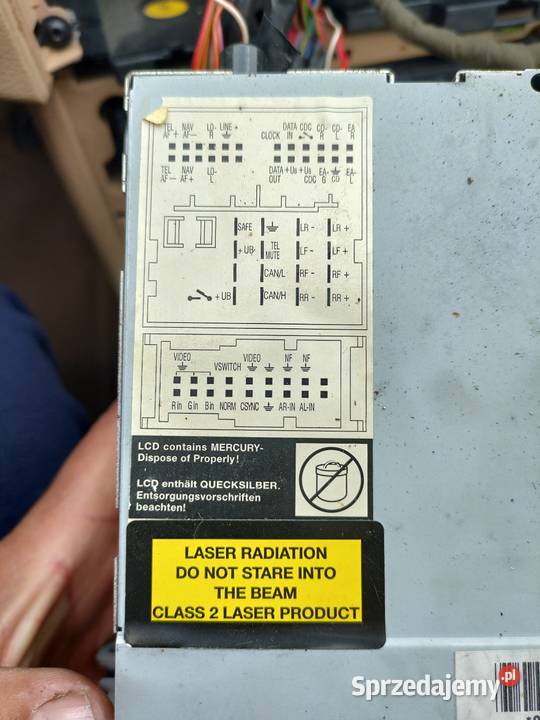 TEL NAV LO- LINE
AF+ AF- R
DATA CDC CD- CD- EA
CLOCK IN R L R
TEL NAV LO-
AF- AF+ L
DATA +UB +UB EA- EA-
OUT CDC G CD L
SAFE LR - LR +
+ UB TEL MUTE LF - LF +
CAN/L RF - RF +
+ UB CAN/H RR - RR +
VIDEO VSWITCH VIDEO NF NF
R in G in B in NORM CSYNC AR-IN AL-IN
LCD contains MERCURY-
Dispose of Properly!
LCD enthält QUECKSILBER.
Entsorgungsvorschriften
beachten!
LASER RADIATION
DO NOT STARE INTO
THE BEAM
CLASS 2 LASER PRODUCT
Sprzedajemy.pl